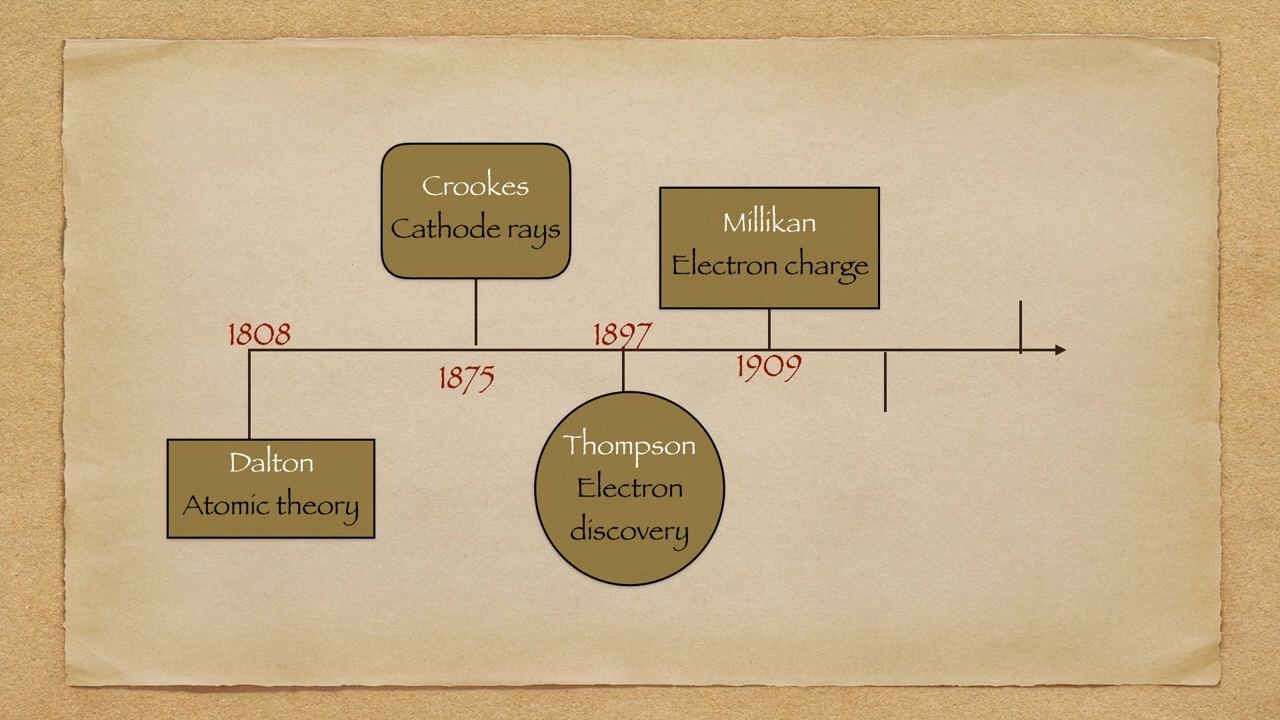 Crookes
Cathode rays
Millikan
Electron charge
1808
1897
1875
1909
Dalton
Atomic theory
Thompson
Electron
discovery